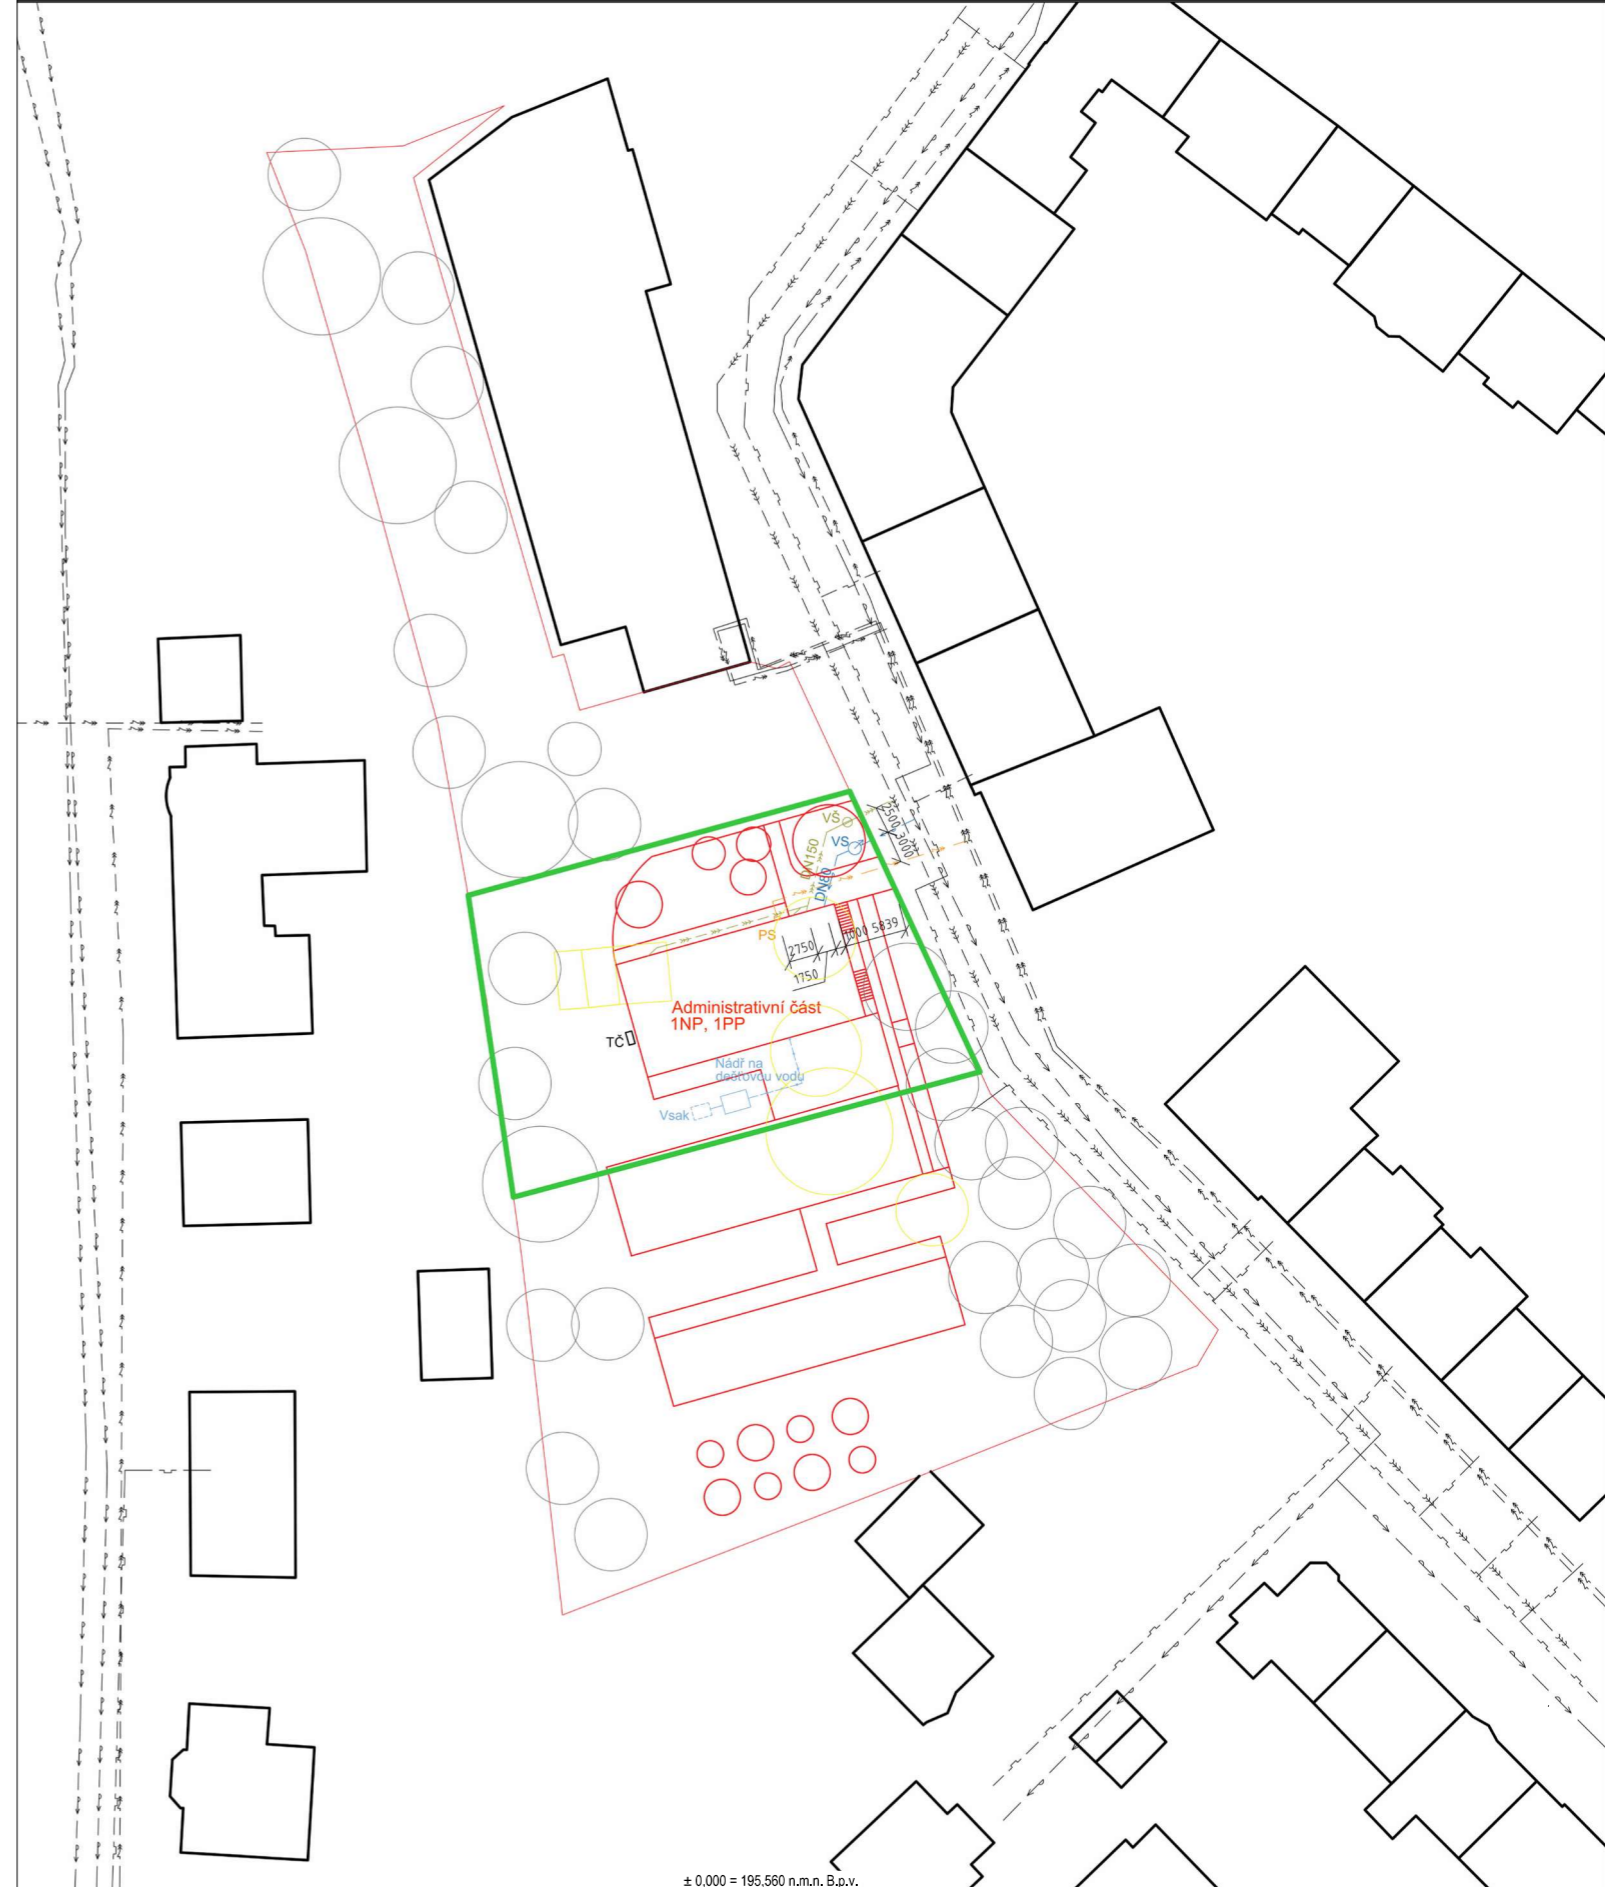 VŠ
2500
3000
VS
DN150
DN80
PS
2750
1000
5839
1750
Administrativní část
1NP, 1PP
TČ
Nádř na
dešťovou vodu
Vsak
± 0,000 = 195,560 n.m.n. B.p.v.